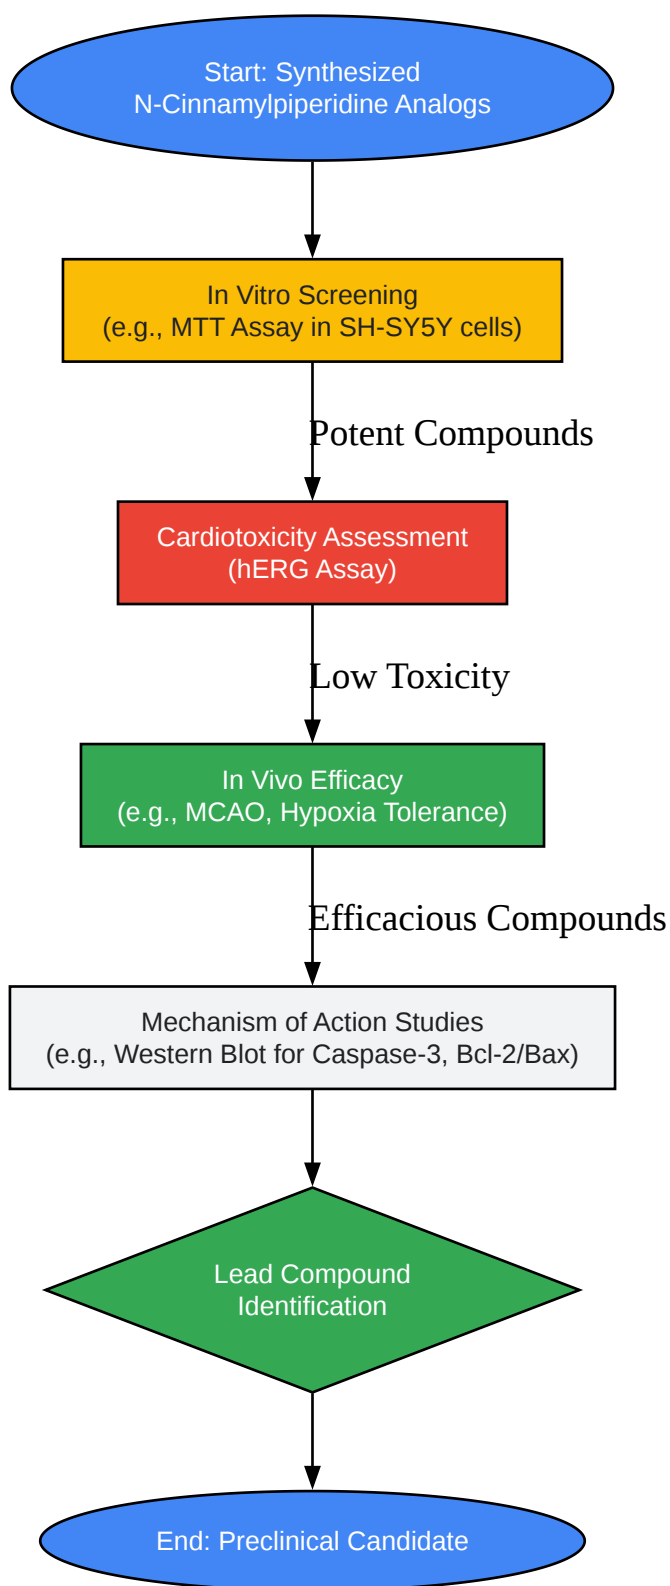 Start: Synthesized
N-Cinnamylpiperidine Analogs
In Vitro Screening
(e.g., MTT Assay in SH-SY5Y cells)
Potent Compounds
Cardiotoxicity Assessment
(hERG Assay)
Low Toxicity
In Vivo Efficacy
(e.g., MCAO, Hypoxia Tolerance)
Efficacious Compounds
Mechanism of Action Studies
(e.g., Western Blot for Caspase-3, Bcl-2/Bax)
Lead Compound
Identification
End: Preclinical Candidate